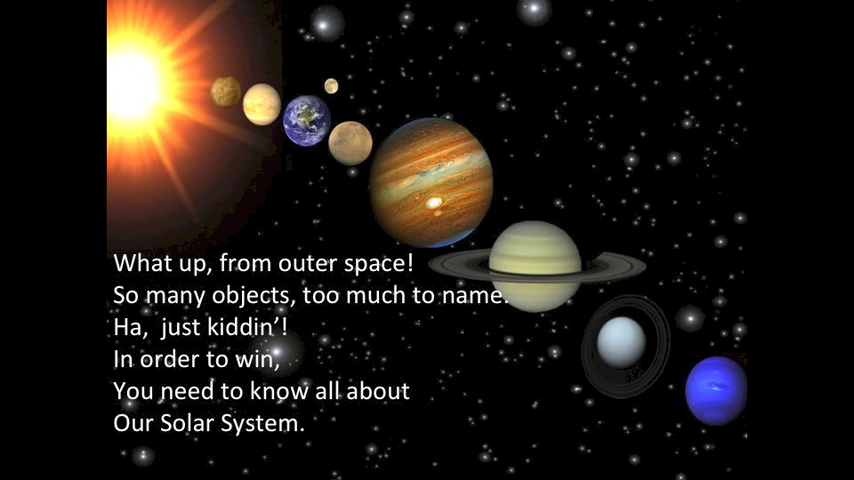 What up, from outer space!
So many objects, too much to name.
Ha,  just kiddin’!
In order to win,
You need to know all about
Our Solar System.